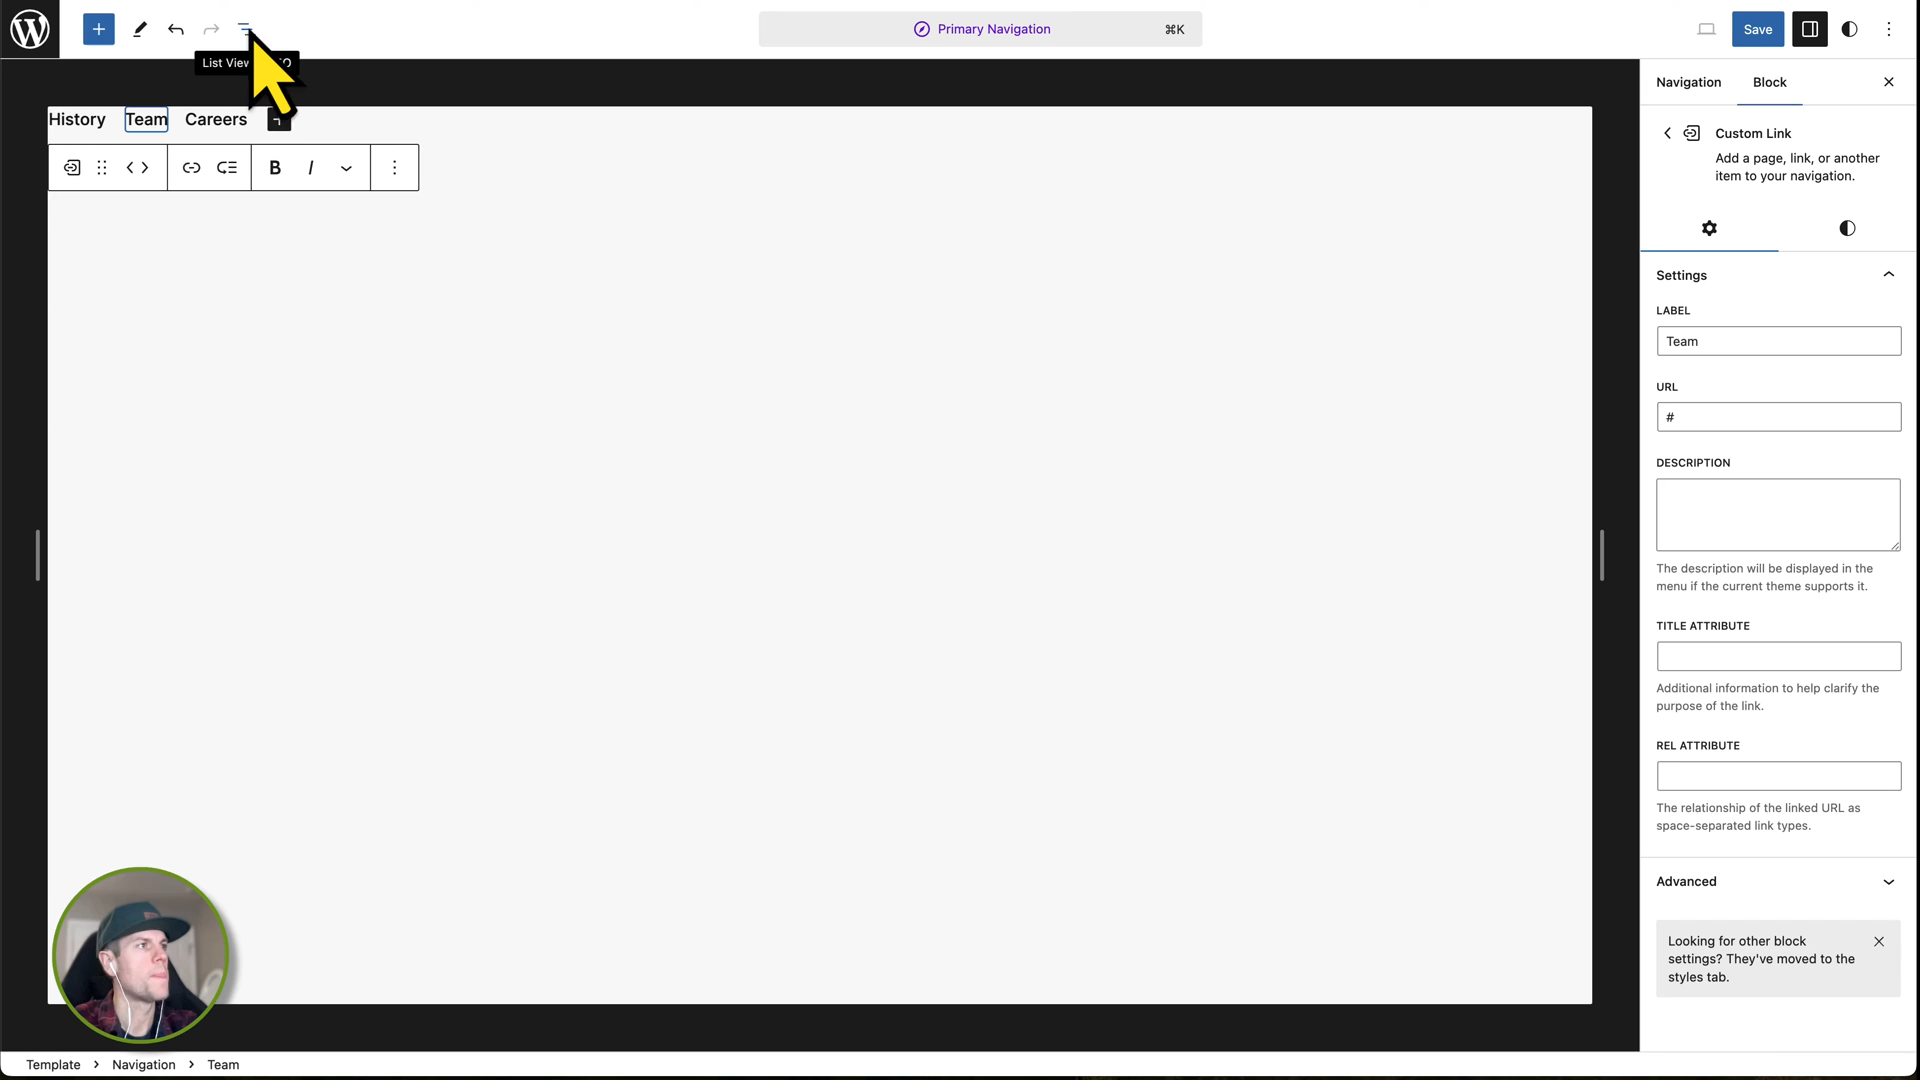 Primary Navigation
⌘K
Save
List View
Navigation
Block
History
Team
Careers
Custom Link
Add a page, link, or another
item to your navigation.
B I
Settings
LABEL
Team
URL
#
DESCRIPTION
The description will be displayed in the
menu if the current theme supports it.
TITLE ATTRIBUTE
Additional information to help clarify the
purpose of the link.
REL ATTRIBUTE
The relationship of the linked URL as
space-separated link types.
Advanced
Looking for other block
settings? They've moved to the
styles tab.
Template > Navigation > Team